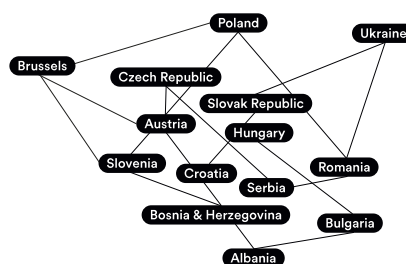 Poland
Ukraine
Brussels
Czech Republic
Slovak Republic
Austria
Hungary
Slovenia
Croatia
Romania
Serbia
Bosnia & Herzegovina
Bulgaria
Albania